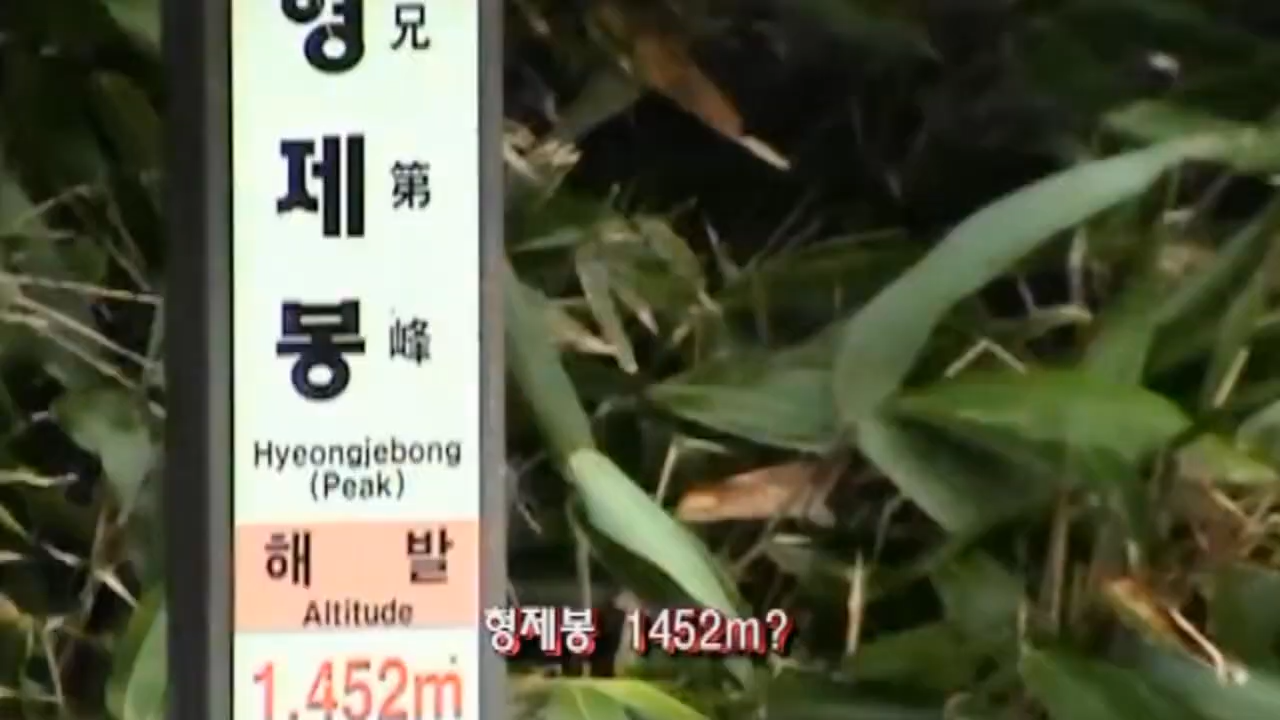 형 兄
제 第
봉 峰
Hyeongjebong
(Peak)
해 발
Altitude
1.452m
형제봉 1452m?